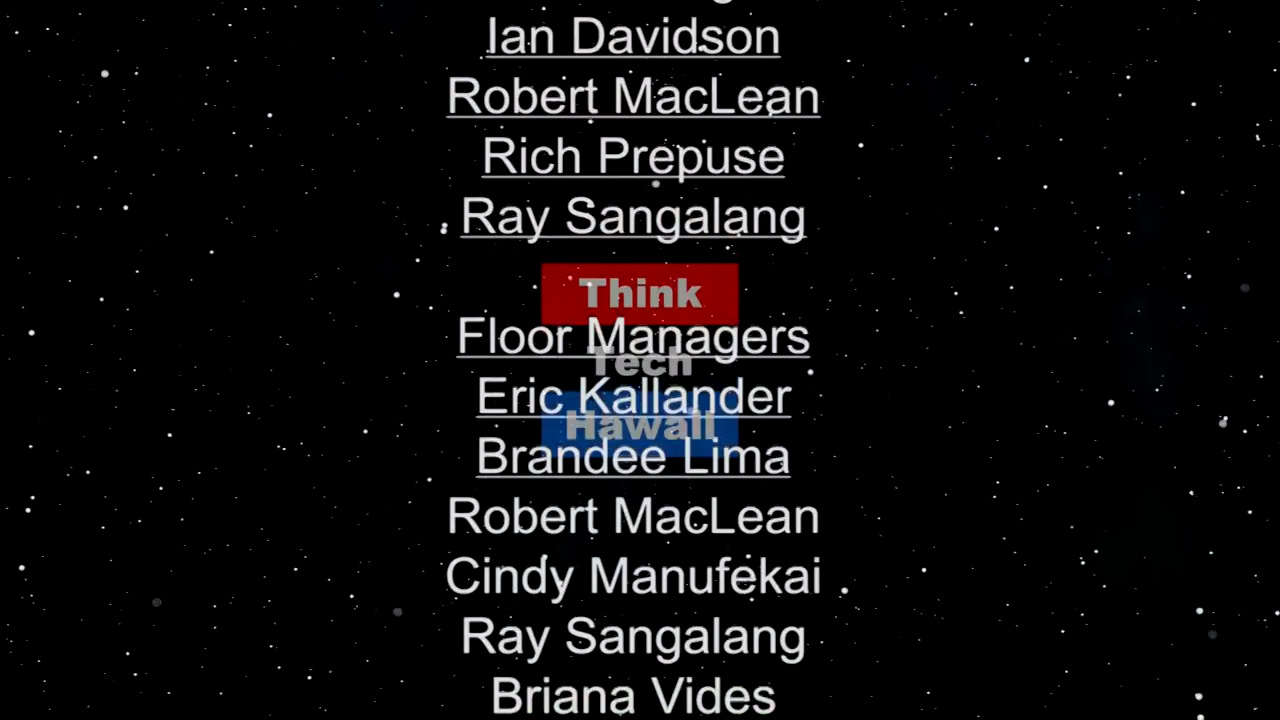 Ian Davidson
Robert MacLean
Rich Prepuse
Ray Sangalang
Think
Floor Managers
Tech
Eric Kallander
Hawaii
Brandee Lima
Robert MacLean
Cindy Manufekai
Ray Sangalang
Briana Vides